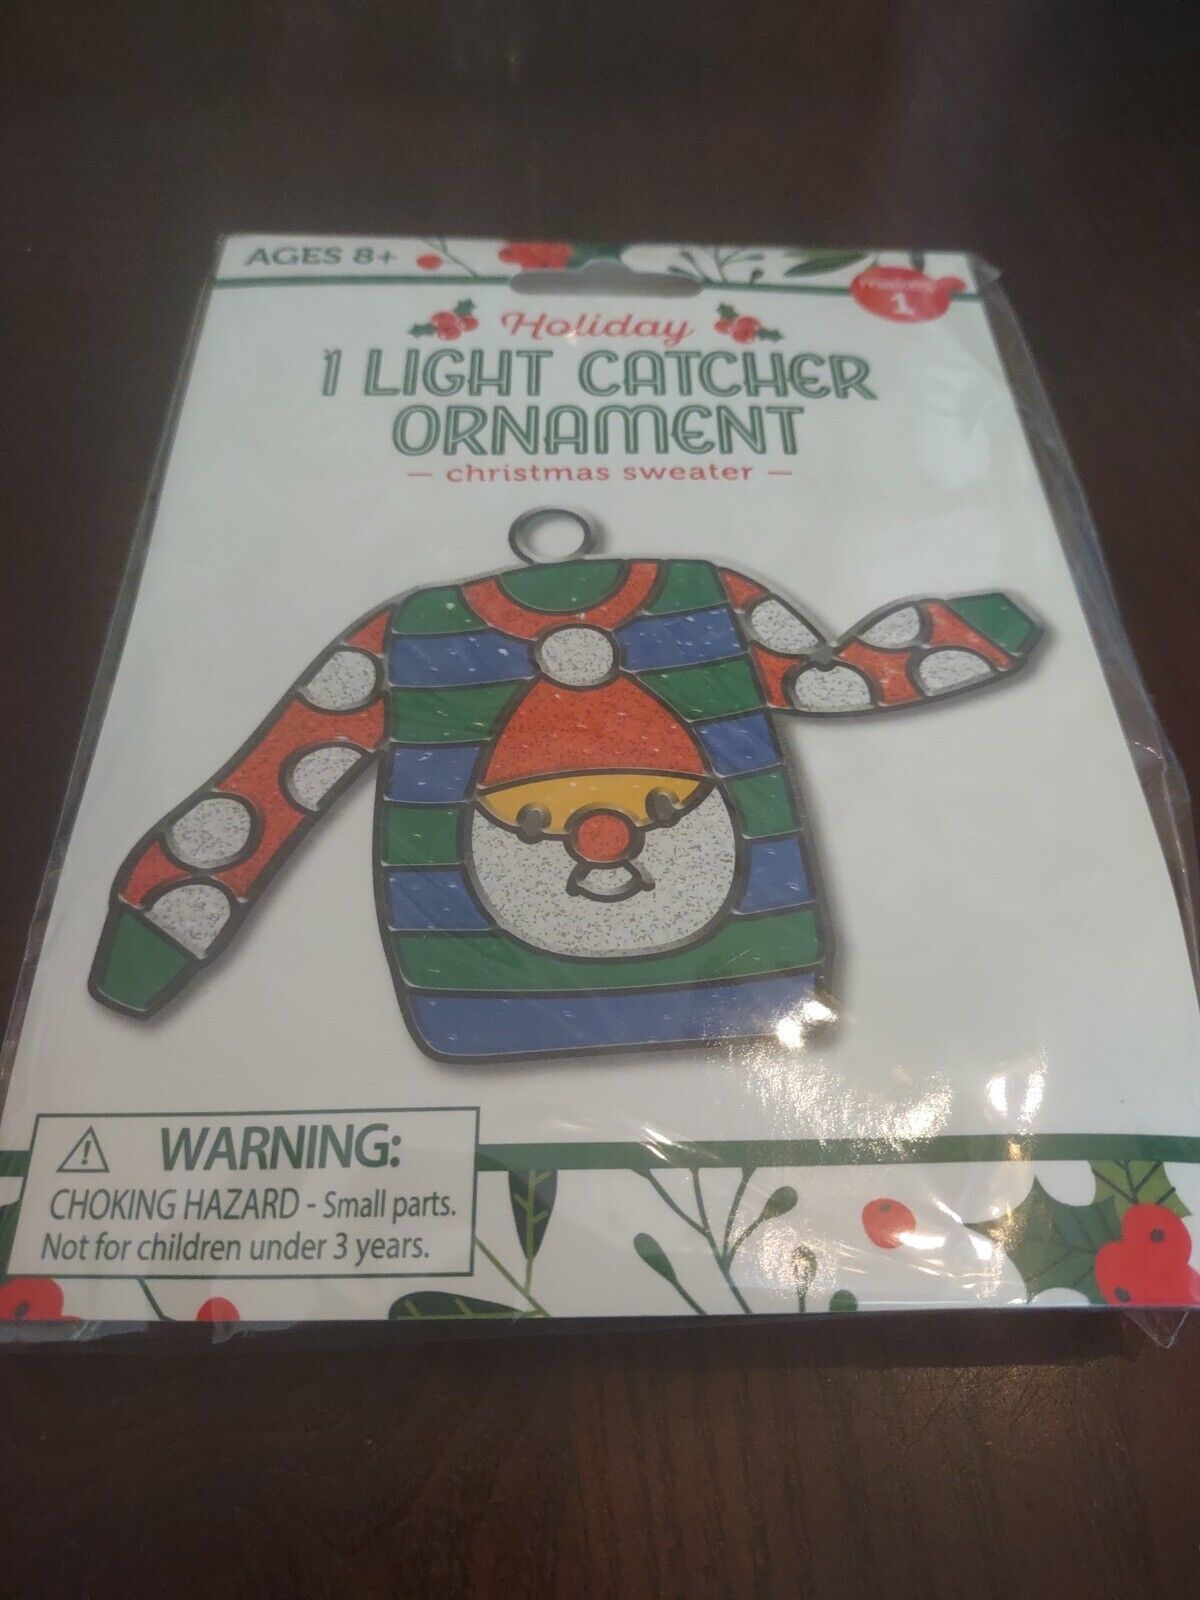 AGES 8+
1
Holiday
1 LIGHT CATCHER
ORNAMENT
— christmas sweater —
WARNING:
CHOKING HAZARD - Small parts.
Not for children under 3 years.